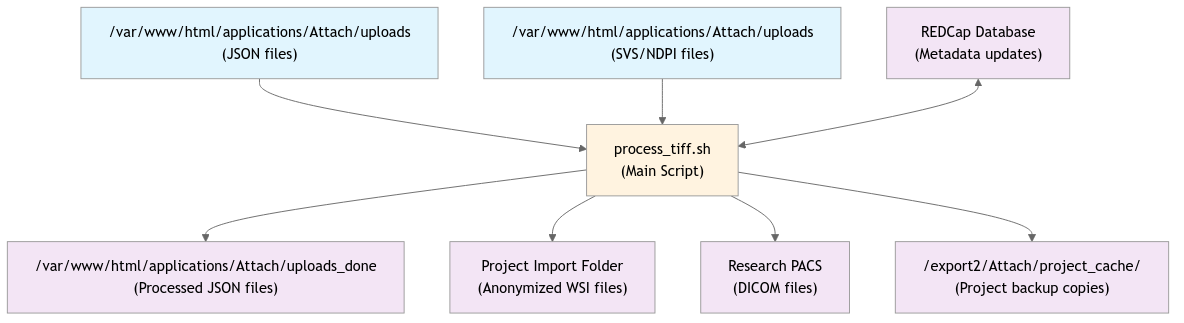 /var/www/html/applications/Attach/uploads
(JSON files)
/var/www/html/applications/Attach/uploads
(SVS/NDPI files)
REDCap Database
(Metadata updates)
process_tiff.sh
(Main Script)
/var/www/html/applications/Attach/uploads_done
(Processed JSON files)
Project Import Folder
(Anonymized WSI files)
Research PACS
(DICOM files)
/export2/Attach/project_cache/
(Project backup copies)